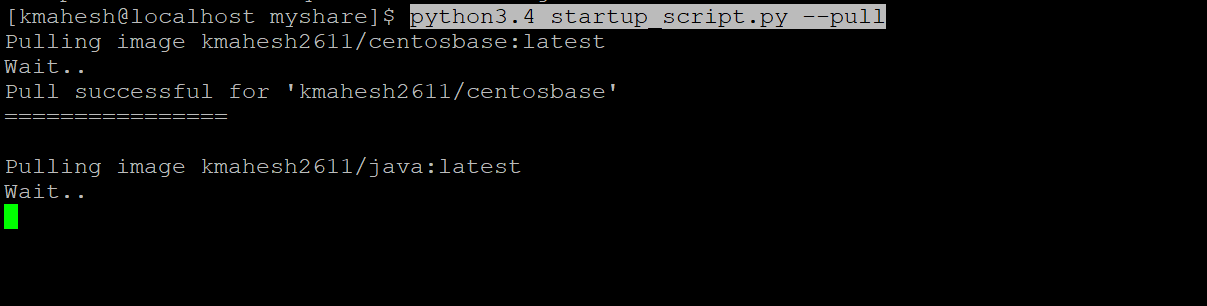 [kmahesh@localhost myshare]$ python3.4 startup_script.py --pull
Pulling image kmahesh2611/centosbase:latest
Wait..
Pull successful for 'kmahesh2611/centosbase'
================
Pulling image kmahesh2611/java:latest
Wait..